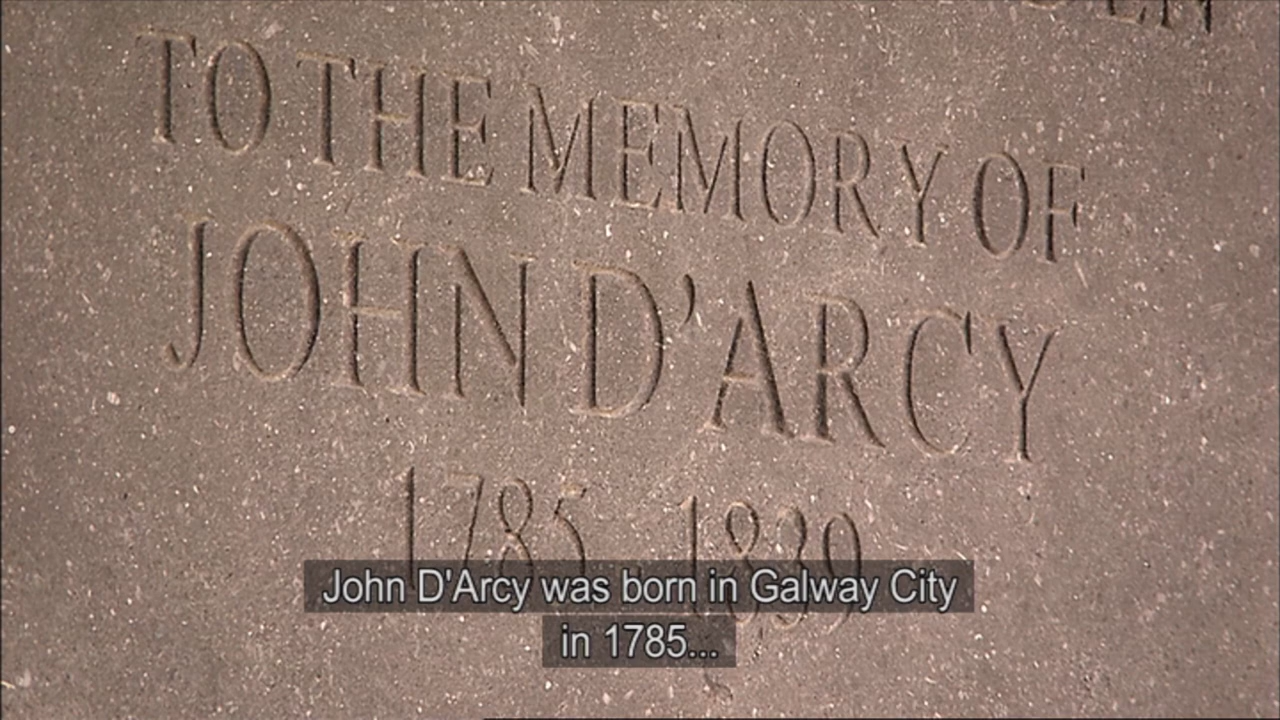 TO THE MEMORY OF
JOHN D'ARCY
1785 1839
John D'Arcy was born in Galway City
in 1785...